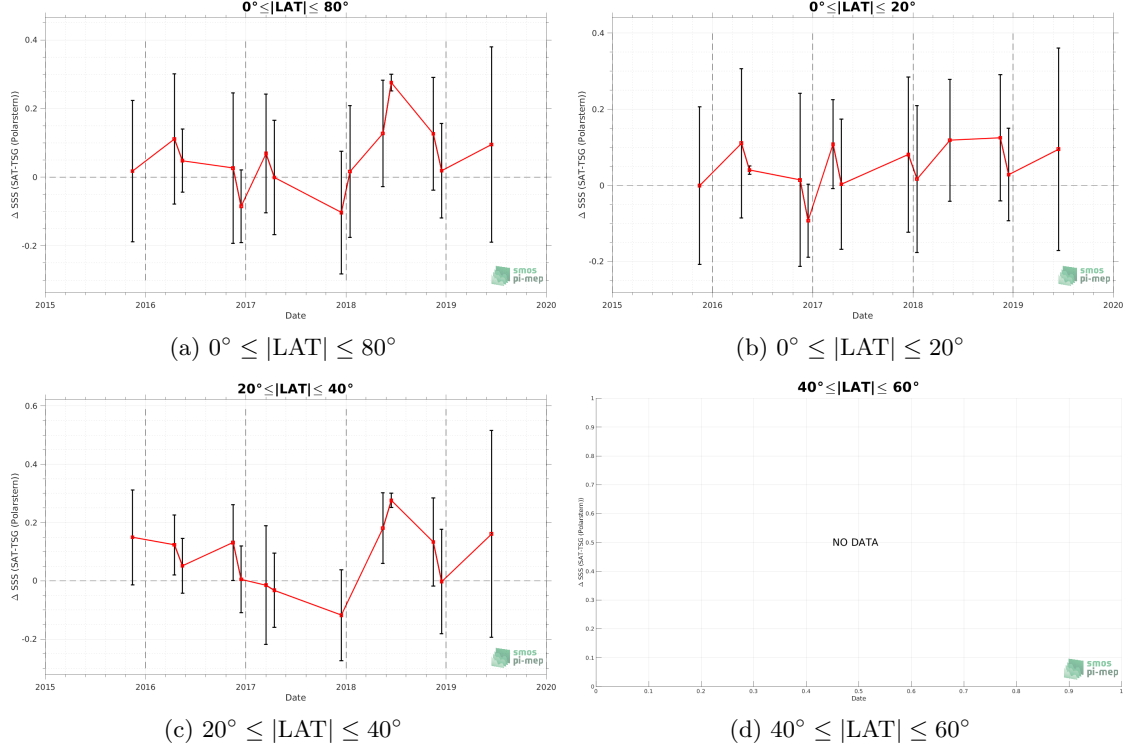 0°≤|LAT|≤ 80°
Δ SSS (SAT-TSG (Polarstern))
0.4
0.2
0
-0.2
2015 2016 2017 2018 2019 2020
Date
smos
pi-mep
(a) 0° ≤ |LAT| ≤ 80°
0°≤|LAT|≤ 20°
Δ SSS (SAT-TSG (Polarstern))
0.4
0.2
0
-0.2
2015 2016 2017 2018 2019 2020
Date
smos
pi-mep
(b) 0° ≤ |LAT| ≤ 20°
20°≤|LAT|≤ 40°
Δ SSS (SAT-TSG (Polarstern))
0.6
0.4
0.2
0
-0.2
2015 2016 2017 2018 2019 2020
Date
smos
pi-mep
(c) 20° ≤ |LAT| ≤ 40°
40°≤|LAT|≤ 60°
Δ SSS (SAT-TSG (Polarstern))
1
0.9
0.8
0.7
0.6
0.5
0.4
0.3
0.2
0.1
0
NO DATA
0 0.1 0.2 0.3 0.4 0.5 0.6 0.7 0.8 0.9 1
Date
smos
pi-mep
(d) 40° ≤ |LAT| ≤ 60°